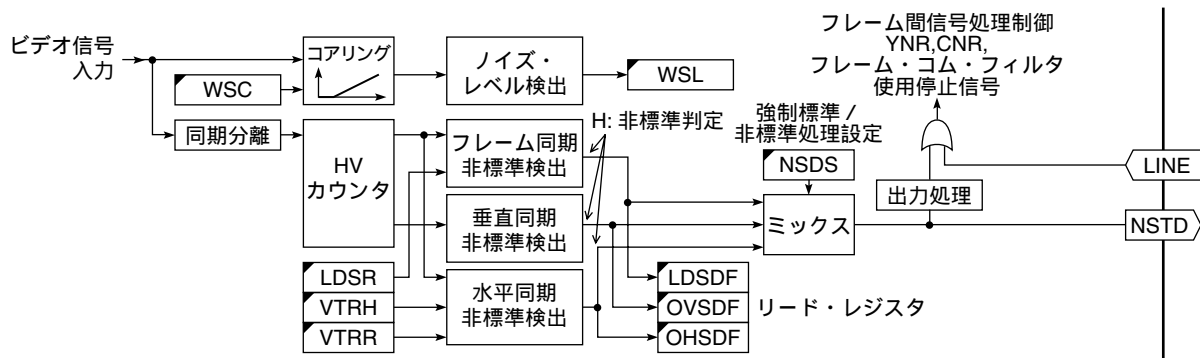 ビデオ信号
入力
WSC
コアリング
ノイズ・
レベル検出
WSL
同期分離
HV
カウンタ
フレーム同期
非標準検出
垂直同期
非標準検出
水平同期
非標準検出
LDSR
VTRH
VTRR
H: 非標準判定
強制標準 /
非標準処理設定
NSDS
ミックス
LDSDF
OVSDF
OHSDF
リード・レジスタ
フレーム間信号処理制御
YNR,CNR,
フレーム・コム・フィルタ
使用停止信号
出力処理
LINE
NSTD